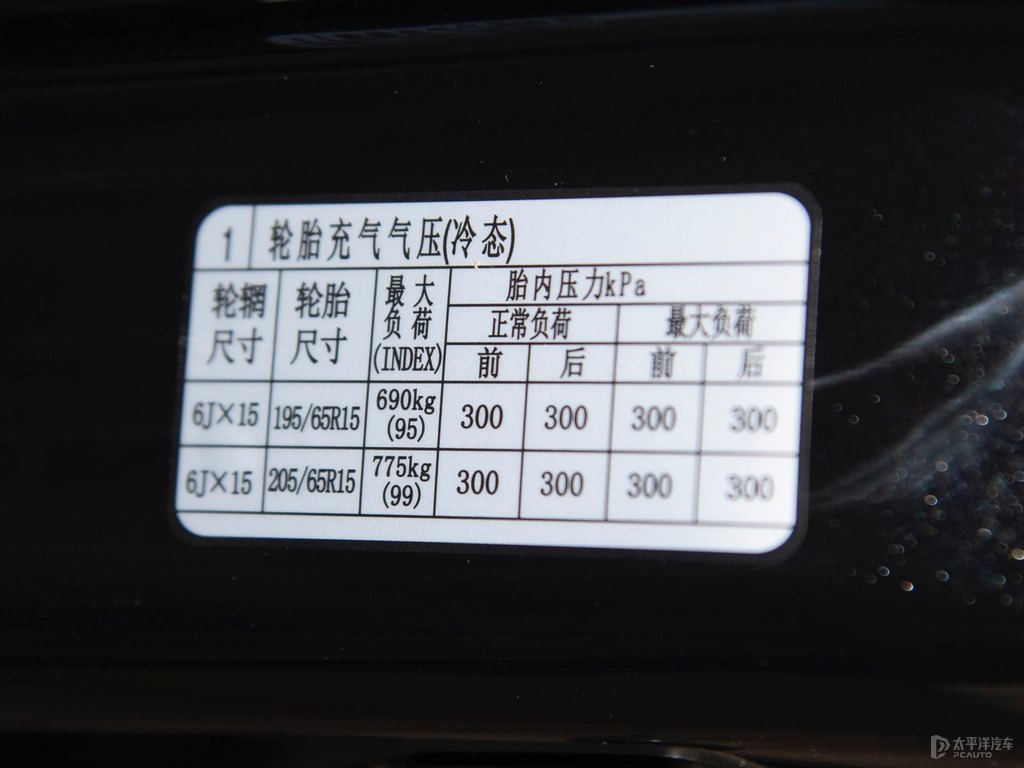 1 轮胎充气气压(冷态)
轮辋尺寸 轮胎尺寸 最大负荷(INDEX) 胎内压力kPa
正常负荷 最大负荷
前 后 前 后
6J×15 195/65R15 690kg(95) 300 300 300 300
6J×15 205/65R15 775kg(99) 300 300 300 300
太平洋汽车
PCAUTO